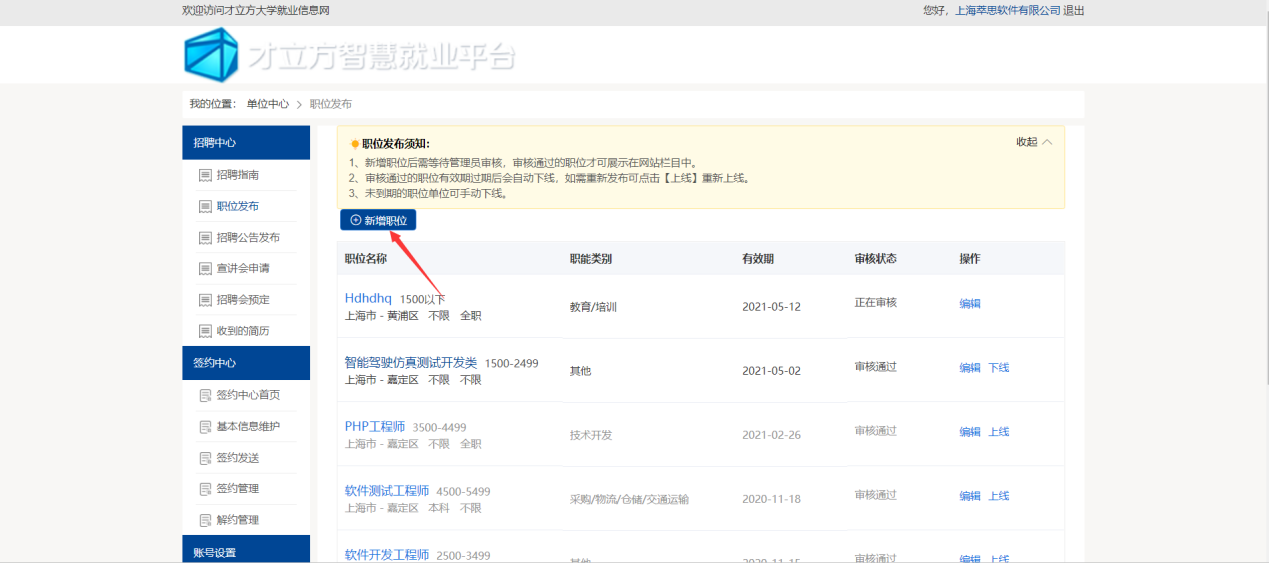 欢迎访问才立方大学就业信息网
您好，上海萃思软件有限公司 退出
才立方智慧就业平台
我的位置： 单位中心 > 职位发布
招聘中心
招聘指南
职位发布
招聘公告发布
宣讲会申请
招聘会预定
收到的简历
签约中心
签约中心首页
基本信息维护
签约发送
签约管理
解约管理
账号设置
职位发布须知：
收起
1、新增职位后需等待管理员审核，审核通过的职位才可展示在网站栏目中。
2、审核通过的职位有效期过期后会自动下线，如需重新发布可点击【上线】重新上线。
3、未到期的职位单位可手动下线。
新增职位
职位名称 职能类别 有效期 审核状态 操作
Hdhdhq 1500以下
上海市 - 黄浦区 不限 全职
教育/培训 2021-05-12 正在审核 编辑
智能驾驶仿真测试开发类 1500-2499
上海市 - 嘉定区 不限 不限
其他 2021-05-02 审核通过 编辑 下线
PHP工程师 3500-4499
上海市 - 嘉定区 不限 全职
技术开发 2021-02-26 审核通过 编辑 上线
软件测试工程师 4500-5499
上海市 - 嘉定区 本科 不限
采购/物流/仓储/交通运输 2020-11-18 审核通过 编辑 上线
软件开发工程师 2500-3499
其他 2020-11-15 审核通过 编辑 上线